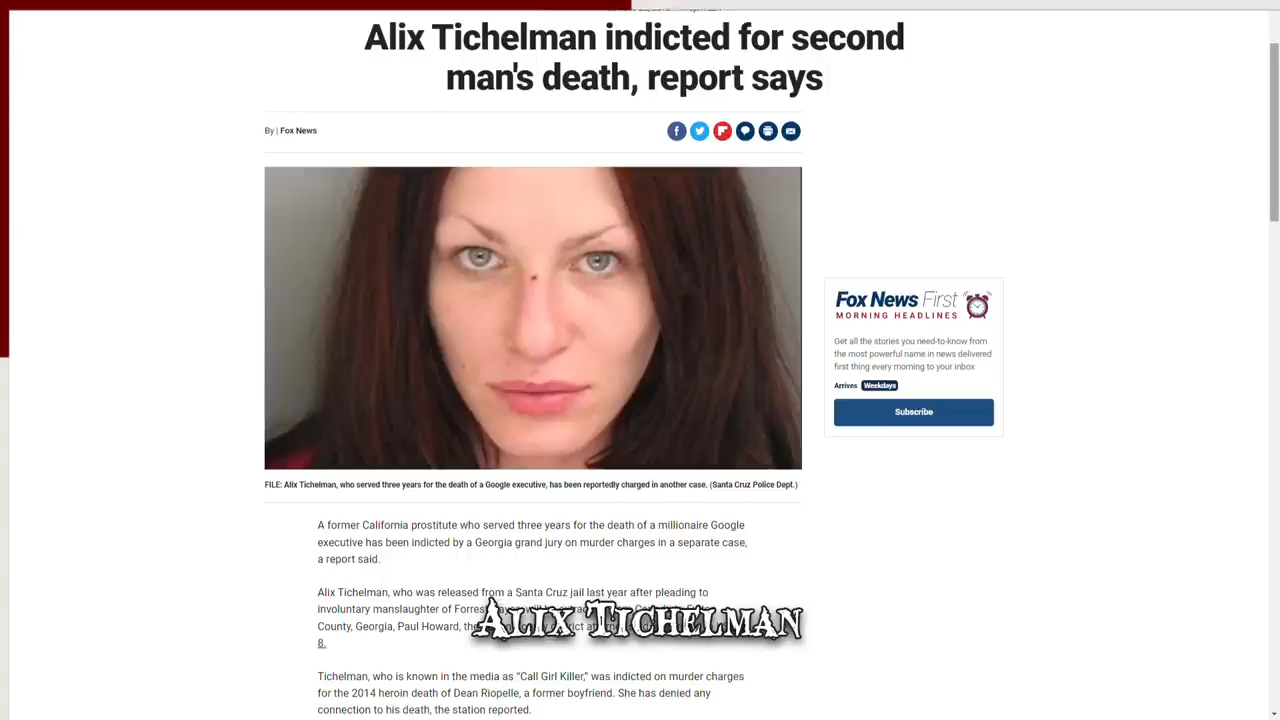 Alix Tichelman indicted for second
man's death, report says
By | Fox News
FILE: Alix Tichelman, who served three years for the death of a Google executive, has been reportedly charged in another case. (Santa Cruz Police Dept.)
Fox News First
MORNING HEADLINES
Get all the stories you need-to-know from
the most powerful name in news delivered
first thing every morning to your inbox
Arrives Weekdays
Subscribe
A former California prostitute who served three years for the death of a millionaire Google
executive has been indicted by a Georgia grand jury on murder charges in a separate case,
a report said.
Alix Tichelman, who was released from a Santa Cruz jail last year after pleading to
involuntary manslaughter of Forrest
County, Georgia, Paul Howard, the
8.
Alix Tichelman
Tichelman, who is known in the media as “Call Girl Killer,” was indicted on murder charges
for the 2014 heroin death of Dean Riopelle, a former boyfriend. She has denied any
connection to his death, the station reported.